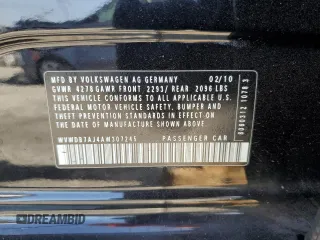 MFD BY VOLKSWAGEN AG GERMANY 02/10
GVWR 4278 GAWR FRONT 2293/ REAR 2096 LBS
THIS VEHICLE CONFORMS TO ALL APPLICABLE U.S.
FEDERAL MOTOR VEHICLE SAFETY, BUMPER AND
THEFT PREVENTION STANDARDS IN EFFECT ON THE
DATE OF MANUFACTURE SHOWN ABOVE
WVWDB7AJ4AW307245 PASSENGER CAR
DREAMBID